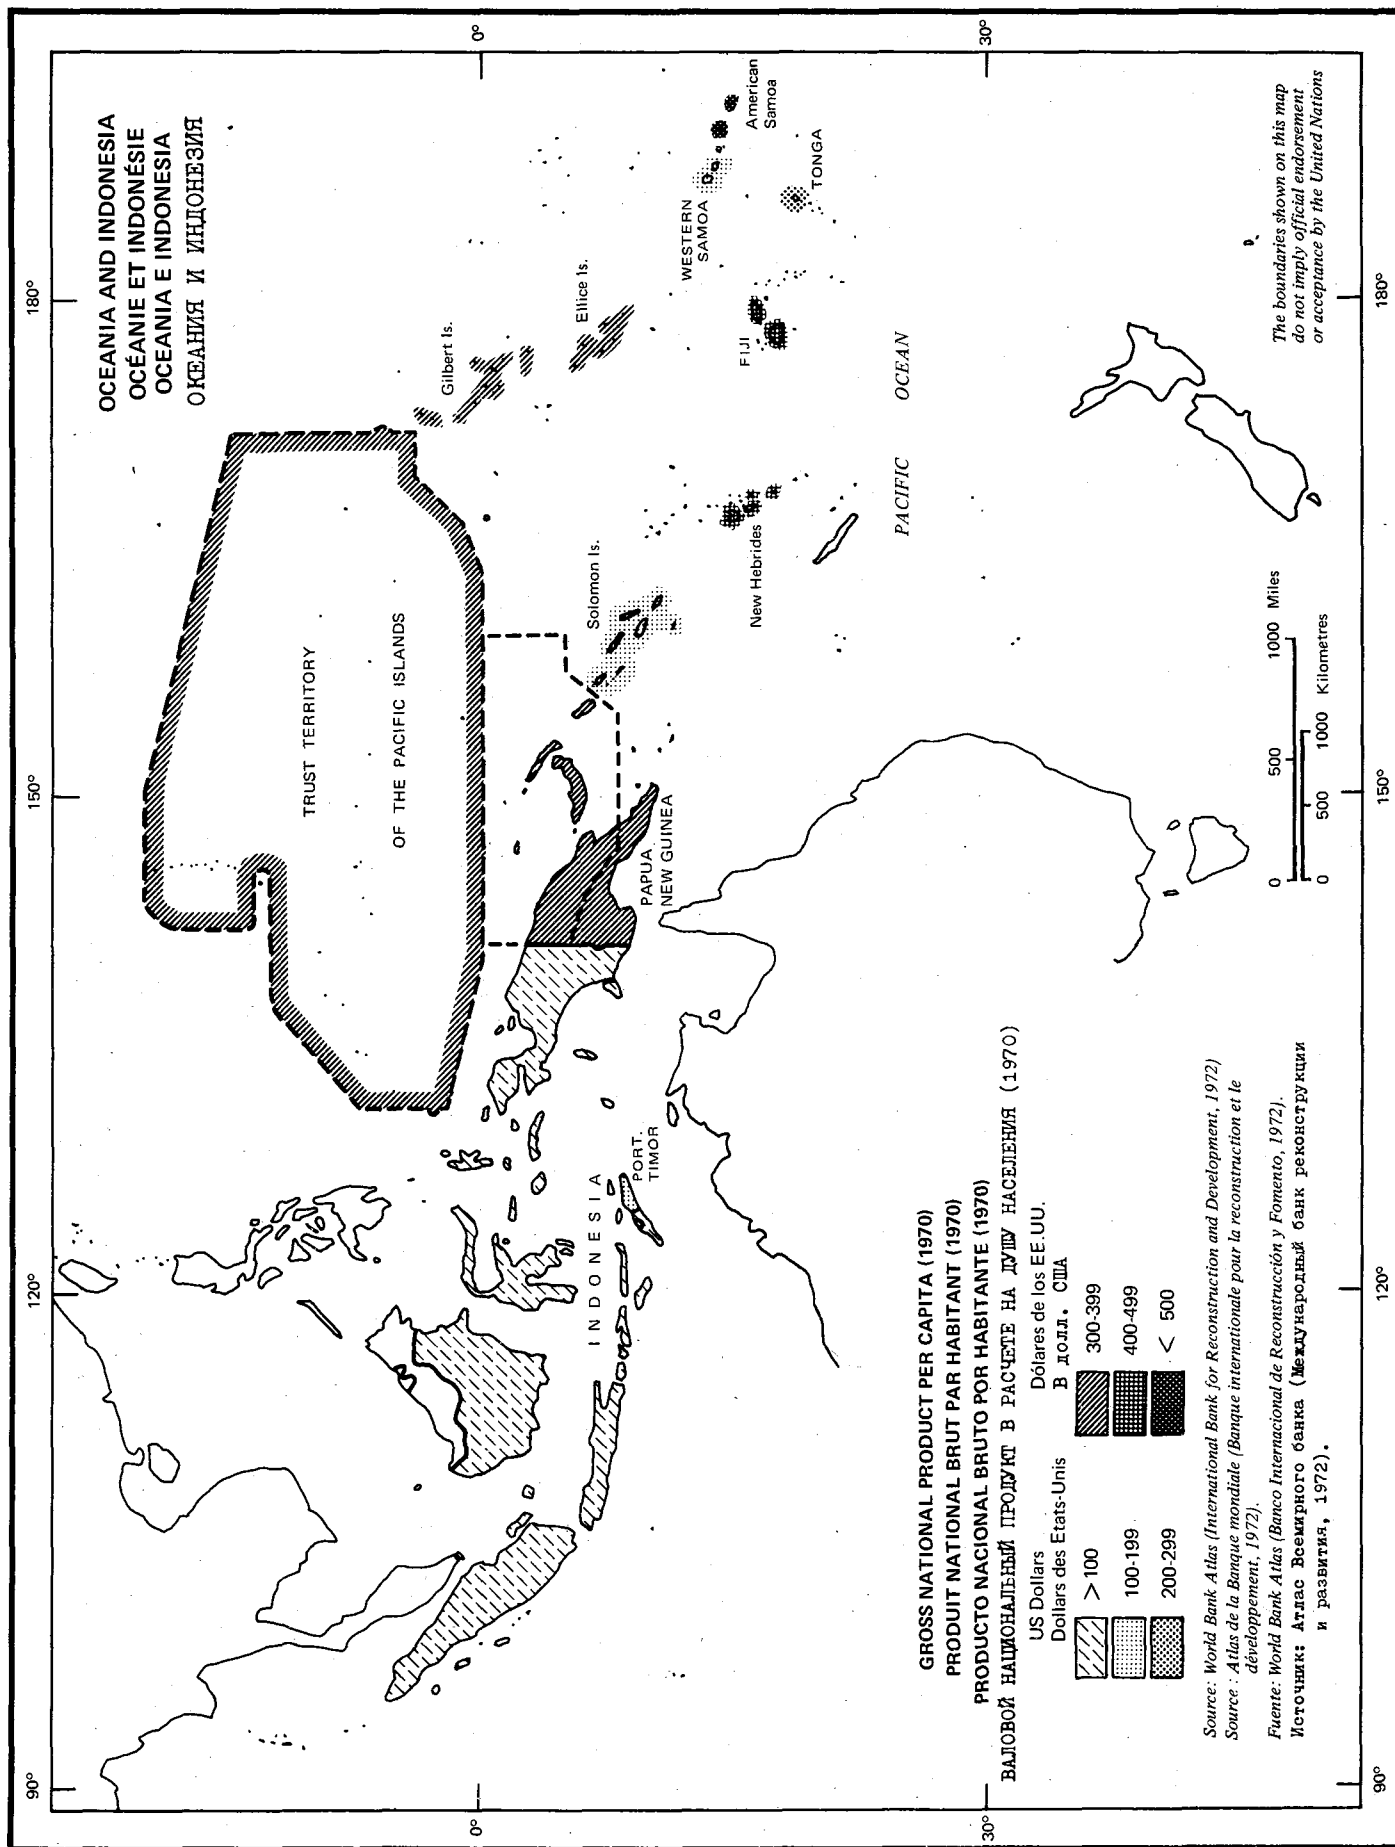 OCEANIA AND INDONESIA
OCÉANIE ET INDONÉSIE
OCEANIA E INDONESIA
ОКЕАНИЯ И ИНДОНЕЗИЯ
90°
120°
150°
180°
0°
0°
30°
30°
90°
120°
150°
180°
TRUST TERRITORY
OF THE PACIFIC ISLANDS
Gilbert Is.
Ellice Is.
WESTERN
SAMOA
American
Samoa
TONGA
FIJI
New Hebrides
Solomon Is.
PAPUA
NEW GUINEA
PORT.
TIMOR
INDONESIA
PACIFIC OCEAN
GROSS NATIONAL PRODUCT PER CAPITA (1970)
PRODUIT NATIONAL BRUT PAR HABITANT (1970)
PRODUCTO NACIONAL BRUTO POR HABITANTE (1970)
ВАЛОВОЙ НАЦИОНАЛЬНЫЙ ПРОДУКТ В РАСЧЕТЕ НА ДУШУ НАСЕЛЕНИЯ (1970)
US Dollars
Dollars des Etats-Unis
Dólares de los EE.UU.
В долл. США
> 100
100-199
200-299
300-399
400-499
< 500
Source: World Bank Atlas (International Bank for Reconstruction and Development, 1972)
Source : Atlas de la Banque mondiale (Banque internationale pour la reconstruction et le
développement, 1972).
Fuente: World Bank Atlas (Banco Internacional de Reconstrucción y Fomento, 1972).
Источник: Атлас Всемирного банка (Международный банк реконструкции
и развития, 1972).
0 500 1000 Miles
0 500 1000 Kilometres
The boundaries shown on this map
do not imply official endorsement
or acceptance by the United Nations